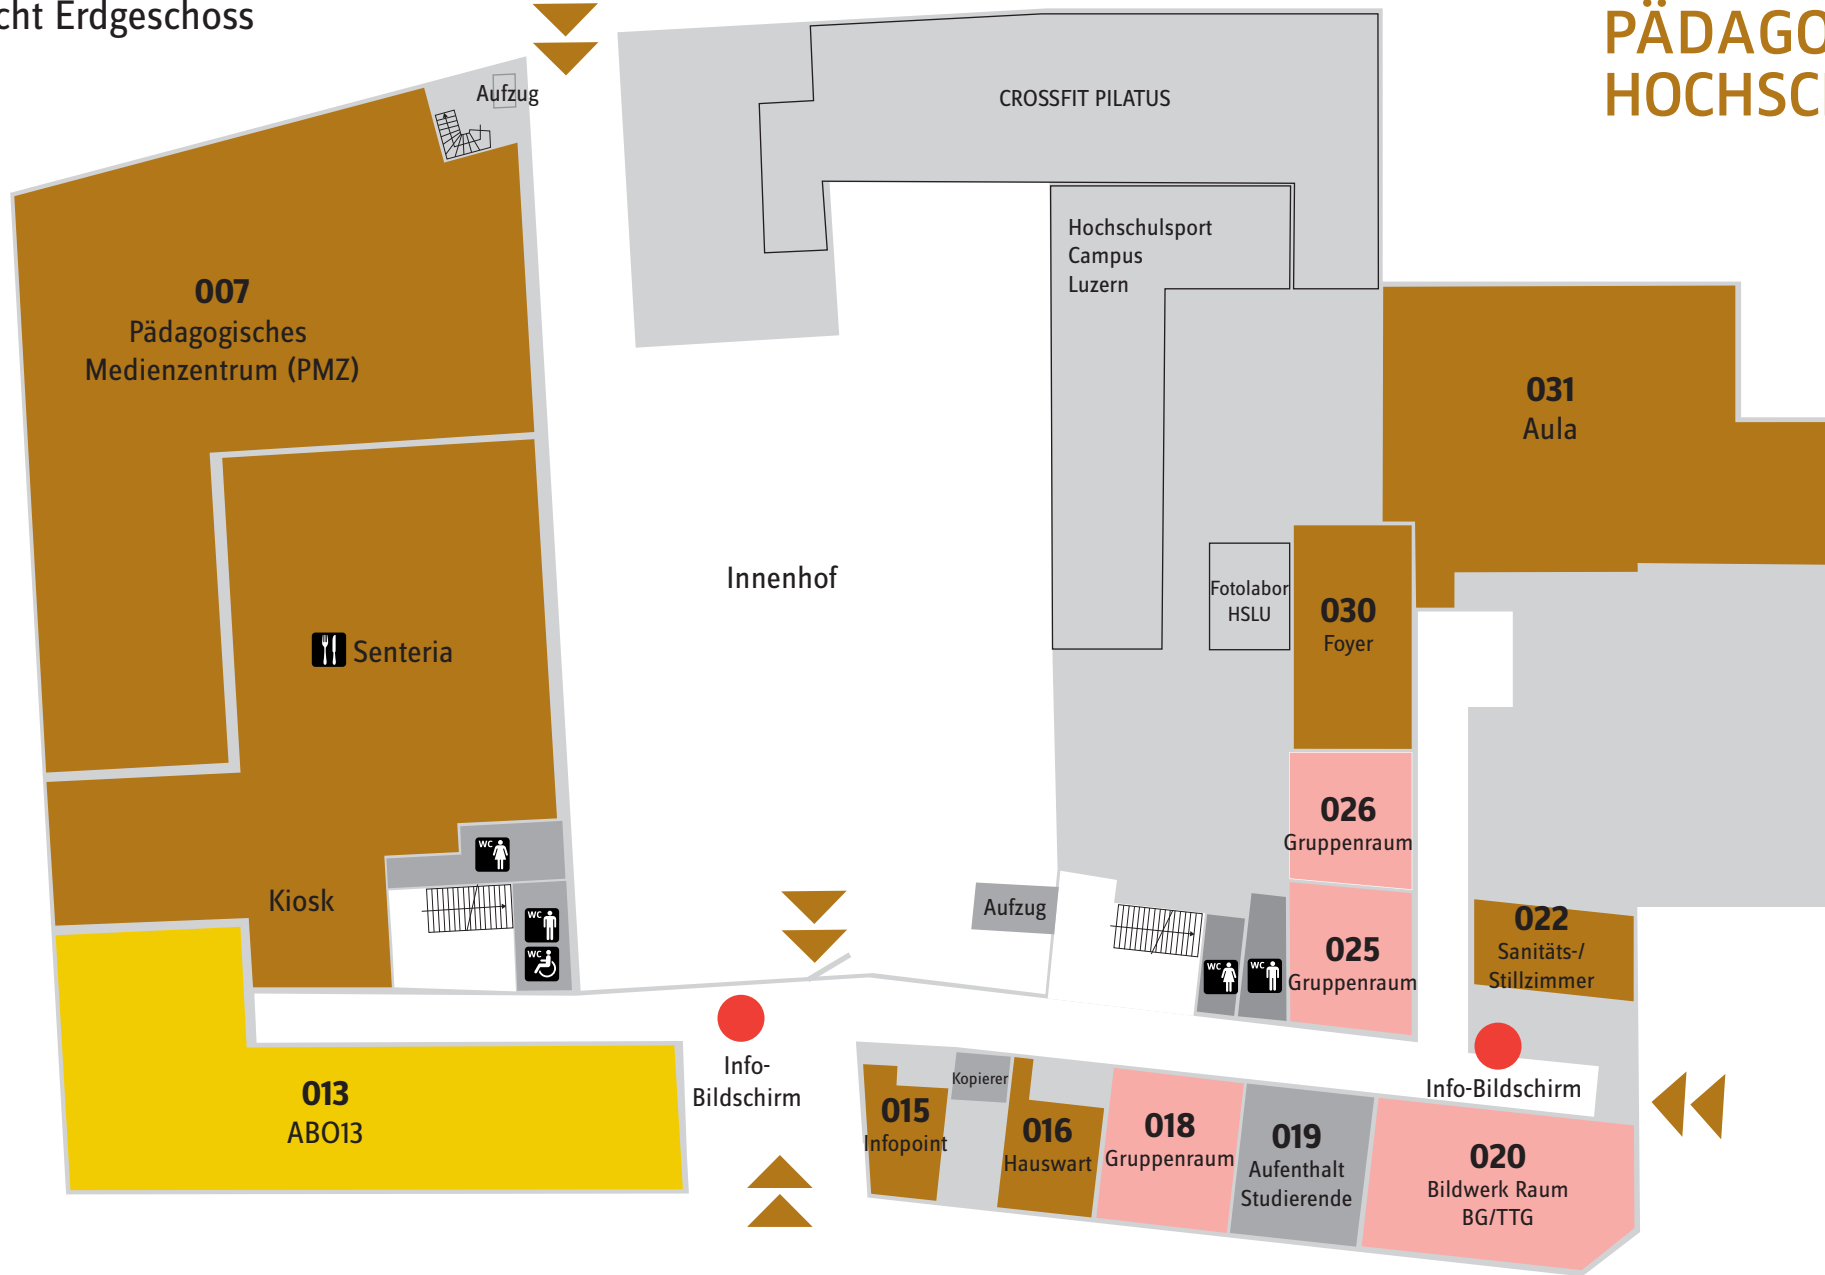 cht Erdgeschoss
PÄDAGO
HOCHSC
Aufzug
CROSSFIT PILATUS
Hochschulsport
Campus
Luzern
007
Pädagogisches
Medienzentrum (PMZ)
031
Aula
Innenhof
Fotolabor
HSLU
030
Foyer
Senteria
026
Gruppenraum
WC
Kiosk
WC
WC
Aufzug
WC
WC
025
Gruppenraum
022
Sanitäts-/
Stillzimmer
Info-
Bildschirm
Info-Bildschirm
013
ABO13
Kopierer
015
Infopoint
016
Hauswart
018
Gruppenraum
019
Aufenthalt
Studierende
020
Bildwerk Raum
BG/TTG